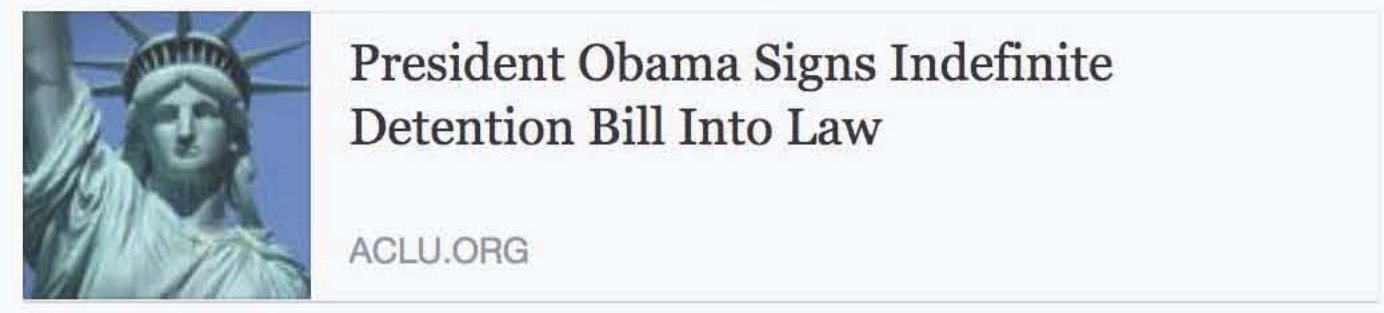 President Obama Signs Indefinite
Detention Bill Into Law
ACLU.ORG